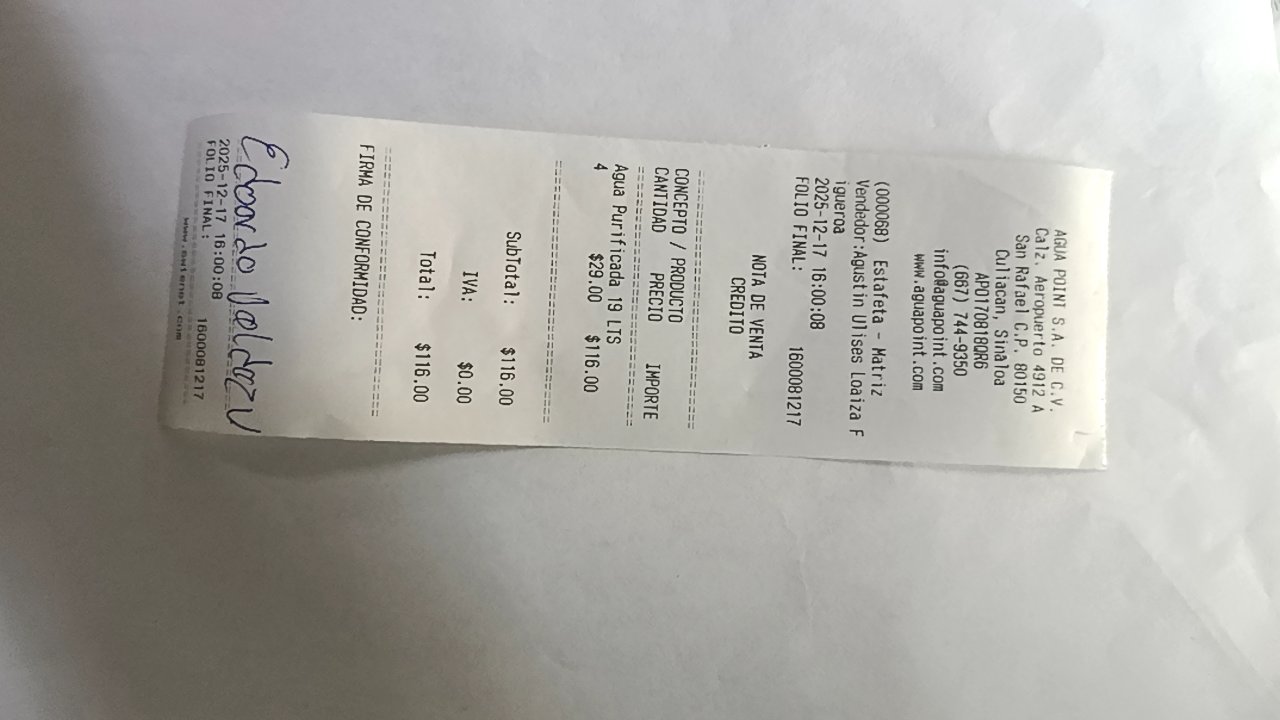 AGUA POINT S.A. DE C.V.
Calz. Aeropuerto 4912 A
San Rafael C.P. 80150
Culiacan, Sinaloa
APO170818QR6
(667) 744-9350
info@aguapoint.com
www.aguapoint.com
(000068) Estafeta - Matriz
Vendedor:Agustin Ulises Loaiza F
igueroa
2025-12-17 16:00:08
FOLIO FINAL: 1600081217
NOTA DE VENTA
CREDITO
CONCEPTO / PRODUCTO
CANTIDAD PRECIO IMPORTE
Agua Purificada 19 LTS
4 $29.00 $116.00
SubTotal: $116.00
IVA: $0.00
Total: $116.00
FIRMA DE CONFORMIDAD:
Edoardo
2025-12-17 16:00:08
FOLIO FINAL: 1600081217